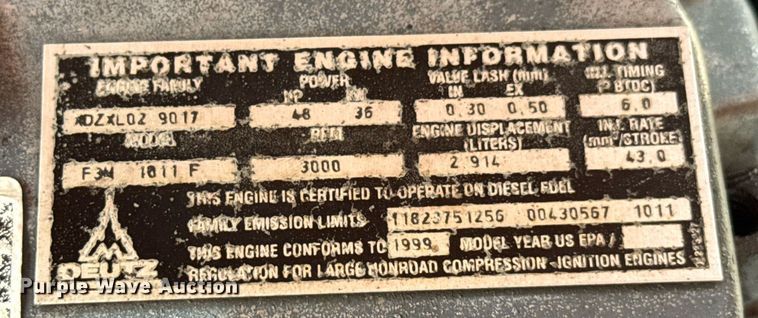 IMPORTANT ENGINE INFORMATION
ENGINE FAMILY POWER VALVE LASH (mm) INJ. TIMING
HP KW IN EX ° BTDC
XDZXL02 9017 48 36 0.30 0.50 6.0
MODEL RPM ENGINE DISPLACEMENT INJ. RATE
(LITERS) (mm³/STROKE)
F3M 1011 F 3000 2 914 43.0
THIS ENGINE IS CERTIFIED TO OPERATE ON DIESEL FUEL
FAMILY EMISSION LIMITS 11823751256 00430567 1011
THIS ENGINE CONFORMS TO 1999 MODEL YEAR US EPA /
DEUTZ REGULATION FOR LARGE NONROAD COMPRESSION - IGNITION ENGINES
Purple Wave Auction